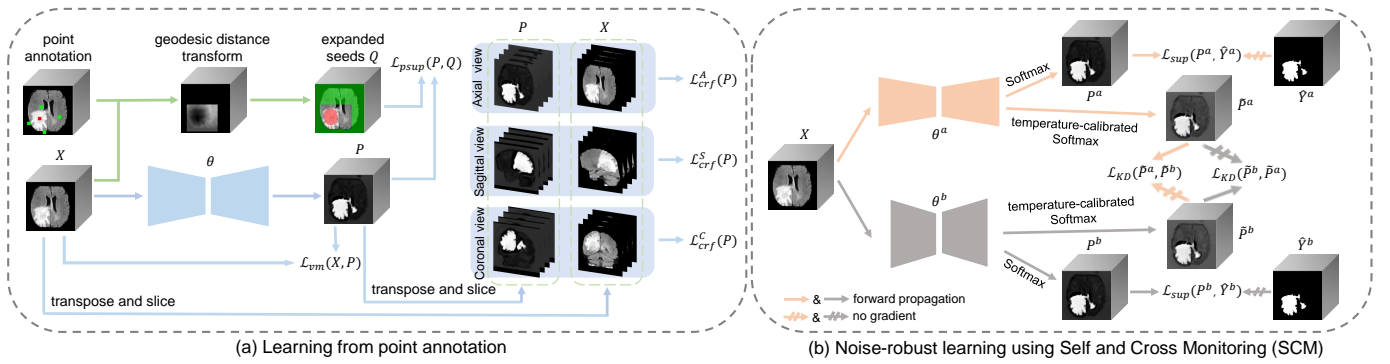 point
annotation
geodesic distance
transform
expanded
seeds Q
ℒ_psup(P, Q)
X
θ
P
ℒ_vm(X, P)
transpose and slice
transpose and slice
P
X
Axial view
Sagittal view
Coronal view
ℒ^A_crf(P)
ℒ^S_crf(P)
ℒ^C_crf(P)
(a) Learning from point annotation
X
θ^a
Softmax
P^a
ℒ_sup(P^a, Ŷ^a)
Ŷ^a
temperature-calibrated
Softmax
P̃^a
ℒ_KD(P̃^a, P̃^b)
ℒ_KD(P̃^b, P̃^a)
θ^b
temperature-calibrated
Softmax
P̃^b
Softmax
P^b
ℒ_sup(P^b, Ŷ^b)
Ŷ^b
& forward propagation
& no gradient
(b) Noise-robust learning using Self and Cross Monitoring (SCM)